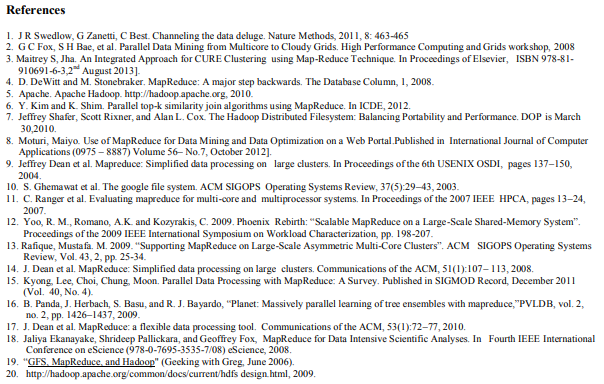 References
1. J R Swedlow, G Zanetti, C Best. Channeling the data deluge. Nature Methods, 2011, 8: 463-465
2. G C Fox, S H Bae, et al. Parallel Data Mining from Multicore to Cloudy Grids. High Performance Computing and Grids workshop, 2008
3. Maitrey S, Jha. An Integrated Approach for CURE Clustering using Map-Reduce Technique. In Proceedings of Elsevier, ISBN 978-81-
910691-6-3,2nd August 2013].
4. D. DeWitt and M. Stonebraker. MapReduce: A major step backwards. The Database Column, 1, 2008.
5. Apache. Apache Hadoop. http://hadoop.apache.org, 2010.
6. Y. Kim and K. Shim. Parallel top-k similarity join algorithms using MapReduce. In ICDE, 2012.
7. Jeffrey Shafer, Scott Rixner, and Alan L. Cox. The Hadoop Distributed Filesystem: Balancing Portability and Performance. DOP is March
30,2010.
8. Moturi, Maiyo. Use of MapReduce for Data Mining and Data Optimization on a Web Portal.Published in International Journal of Computer
Applications (0975 – 8887) Volume 56– No.7, October 2012].
9. Jeffrey Dean et al. Mapreduce: Simplified data processing on large clusters. In Proceedings of the 6th USENIX OSDI, pages 137–150,
2004.
10. S. Ghemawat et al. The google file system. ACM SIGOPS Operating Systems Review, 37(5):29–43, 2003.
11. C. Ranger et al. Evaluating mapreduce for multi-core and multiprocessor systems. In Proceedings of the 2007 IEEE HPCA, pages 13–24,
2007.
12. Yoo, R. M., Romano, A.K. and Kozyrakis, C. 2009. Phoenix Rebirth: “Scalable MapReduce on a Large-Scale Shared-Memory System”.
Proceedings of the 2009 IEEE International Symposium on Workload Characterization, pp. 198-207.
13. Rafique, Mustafa. M. 2009. “Supporting MapReduce on Large-Scale Asymmetric Multi-Core Clusters”. ACM SIGOPS Operating Systems
Review, Vol. 43, 2, pp. 25-34.
14. J. Dean et al. MapReduce: Simplified data processing on large clusters. Communications of the ACM, 51(1):107– 113, 2008.
15. Kyong, Lee, Choi, Chung, Moon. Parallel Data Processing with MapReduce: A Survey. Published in SIGMOD Record, December 2011
(Vol. 40, No. 4).
16. B. Panda, J. Herbach, S. Basu, and R. J. Bayardo, “Planet: Massively parallel learning of tree ensembles with mapreduce,”PVLDB, vol. 2,
no. 2, pp. 1426–1437, 2009.
17. J. Dean et al. MapReduce: a flexible data processing tool. Communications of the ACM, 53(1):72–77, 2010.
18. Jaliya Ekanayake, Shrideep Pallickara, and Geoffrey Fox, MapReduce for Data Intensive Scientific Analyses. In Fourth IEEE International
Conference on eScience (978-0-7695-3535-7/08) eScience, 2008.
19. “GFS, MapReduce, and Hadoop” (Geeking with Greg, June 2006).
20. http://hadoop.apache.org/common/docs/current/hdfs design.html, 2009.